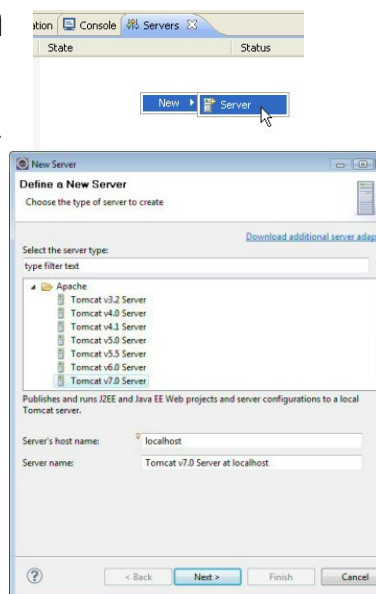 Console Servers
State Status
New Server
New Server
Define a New Server
Choose the type of server to create
Download additional server
Select the server type:
type filter text
Apache
Tomcat v3.2 Server
Tomcat v4.0 Server
Tomcat v4.1 Server
Tomcat v5.0 Server
Tomcat v5.5 Server
Tomcat v6.0 Server
Tomcat v7.0 Server
Publishes and runs J2EE and Java EE Web projects and server configurations to a local
Tomcat server.
Server's host name: localhost
Server name: Tomcat v7.0 Server at localhost
? < Back Next > Finish Cancel